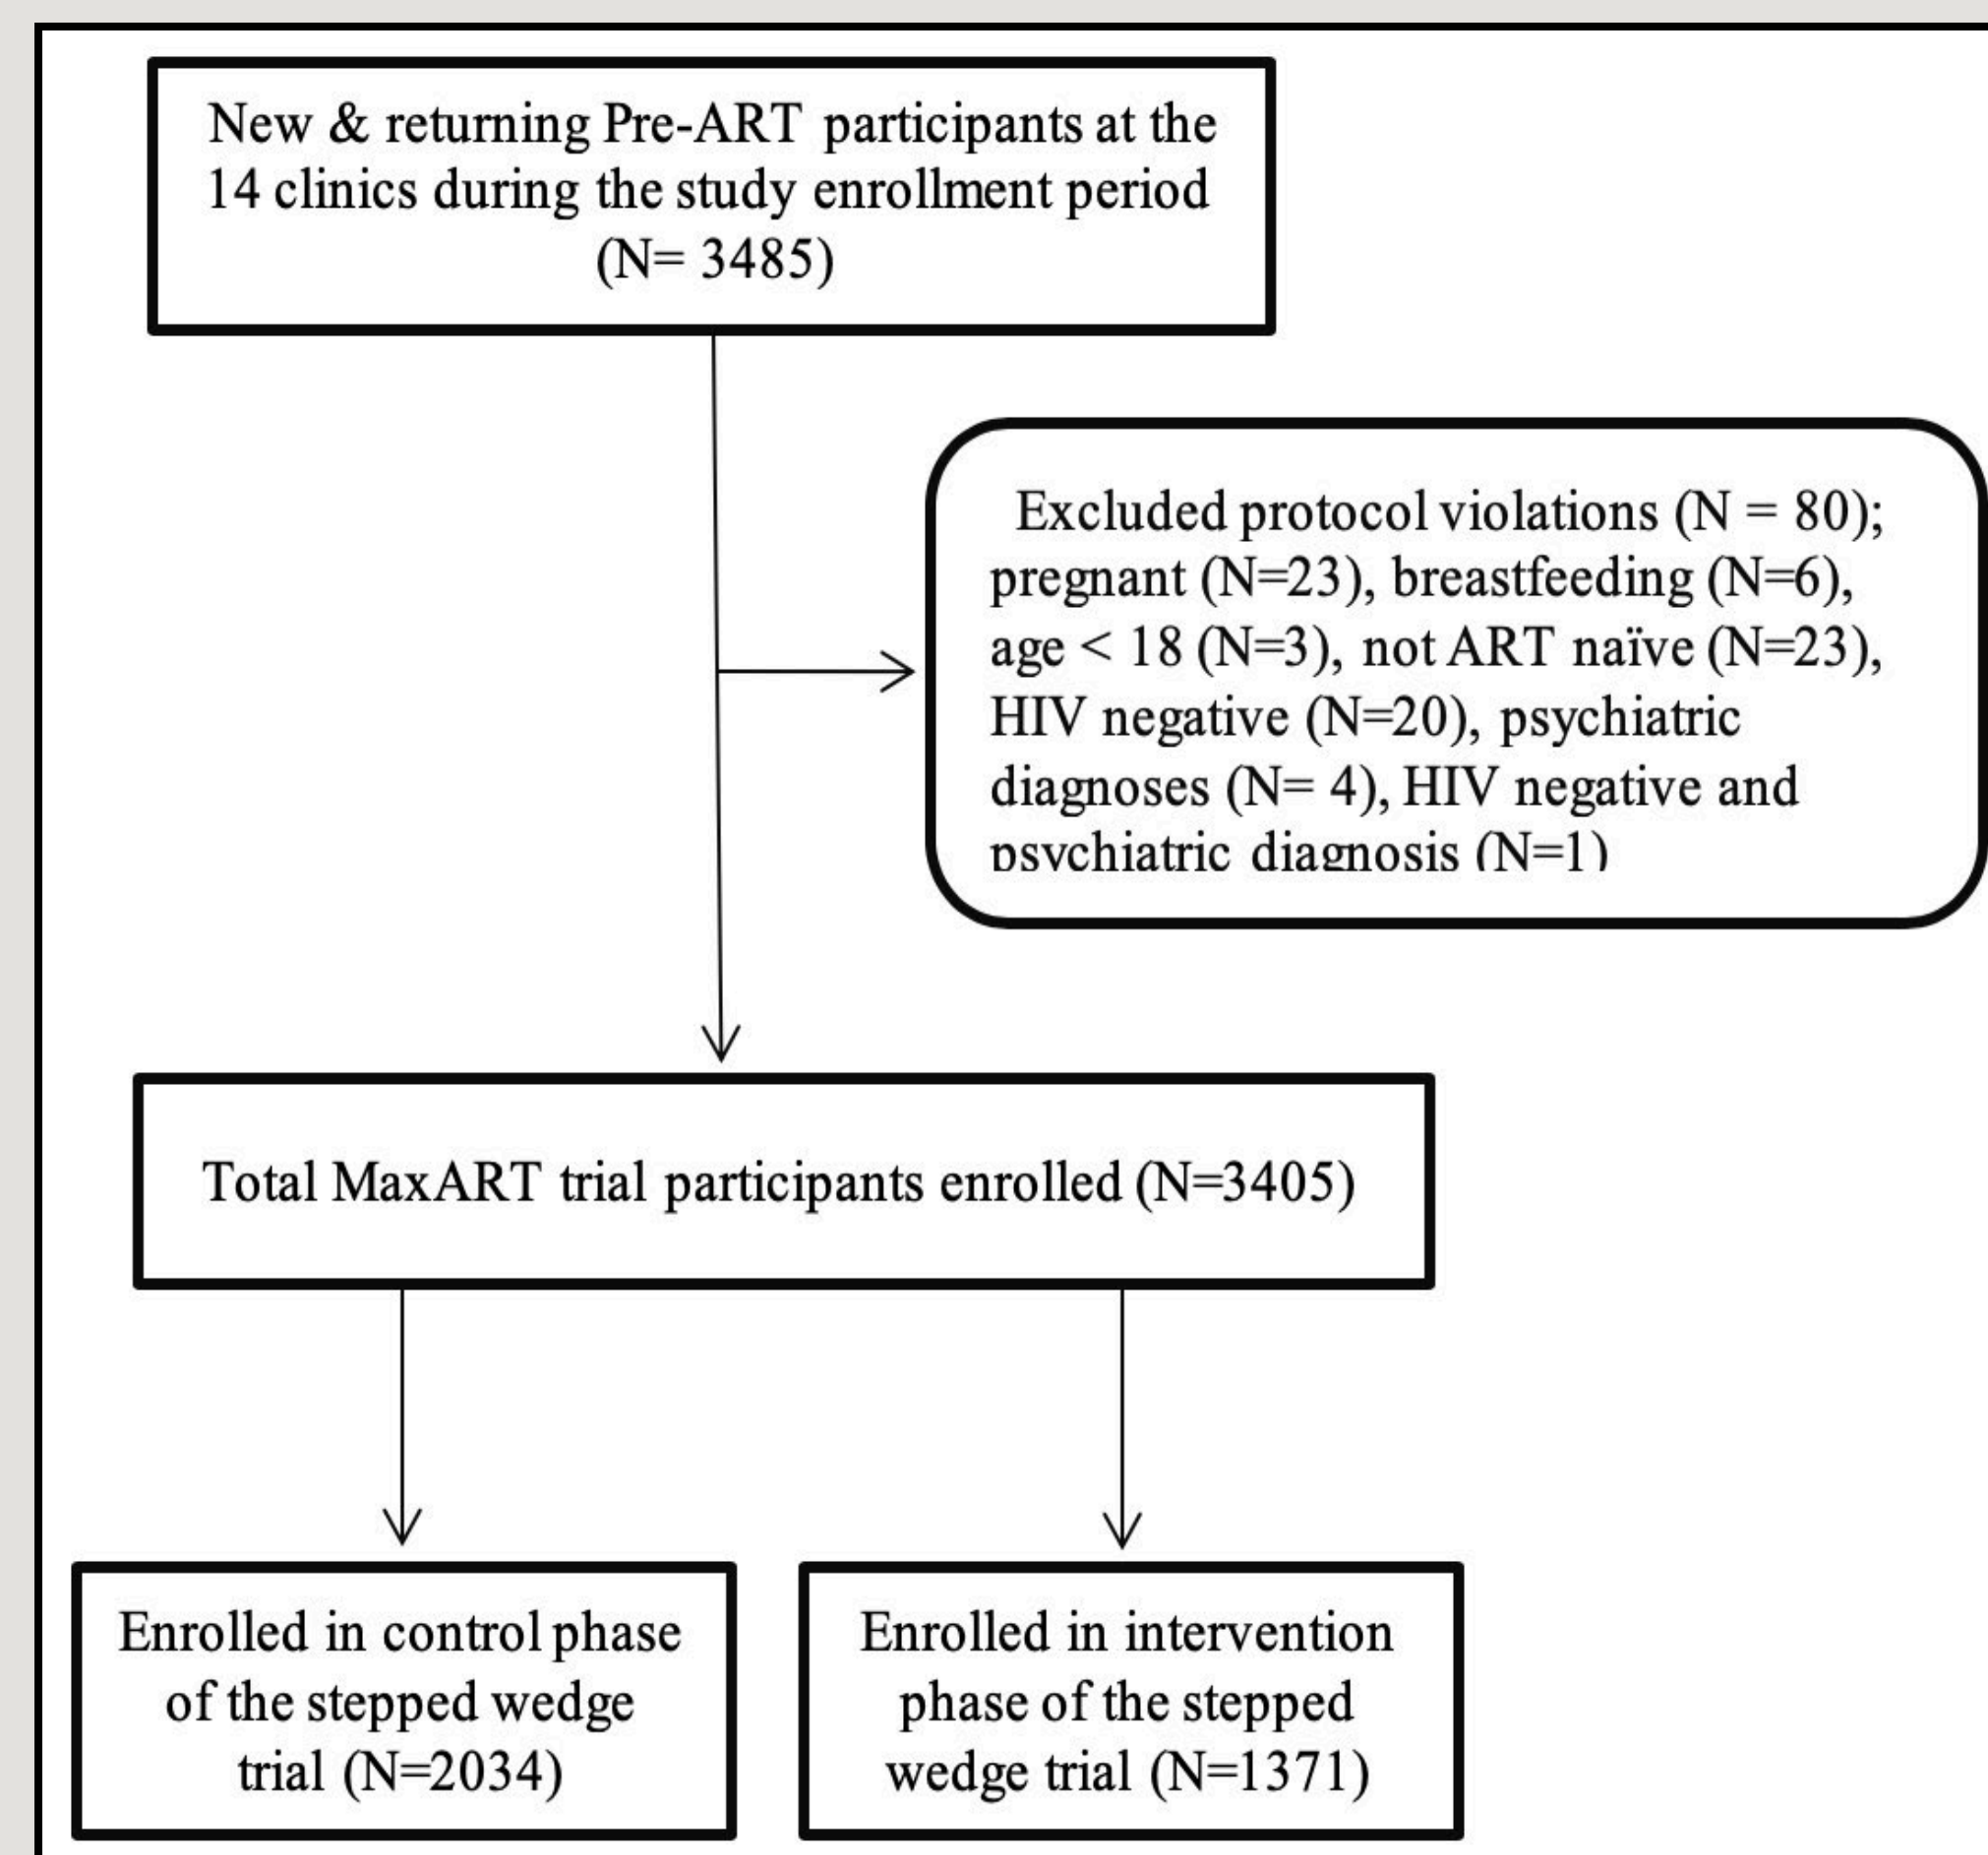 New & returning Pre-ART participants at the
14 clinics during the study enrollment period
(N= 3485)
Excluded protocol violations (N = 80);
pregnant (N=23), breastfeeding (N=6),
age < 18 (N=3), not ART naïve (N=23),
HIV negative (N=20), psychiatric
diagnoses (N= 4), HIV negative and
psychiatric diagnosis (N=1)
Total MaxART trial participants enrolled (N=3405)
Enrolled in control phase
of the stepped wedge
trial (N=2034)
Enrolled in intervention
phase of the stepped
wedge trial (N=1371)